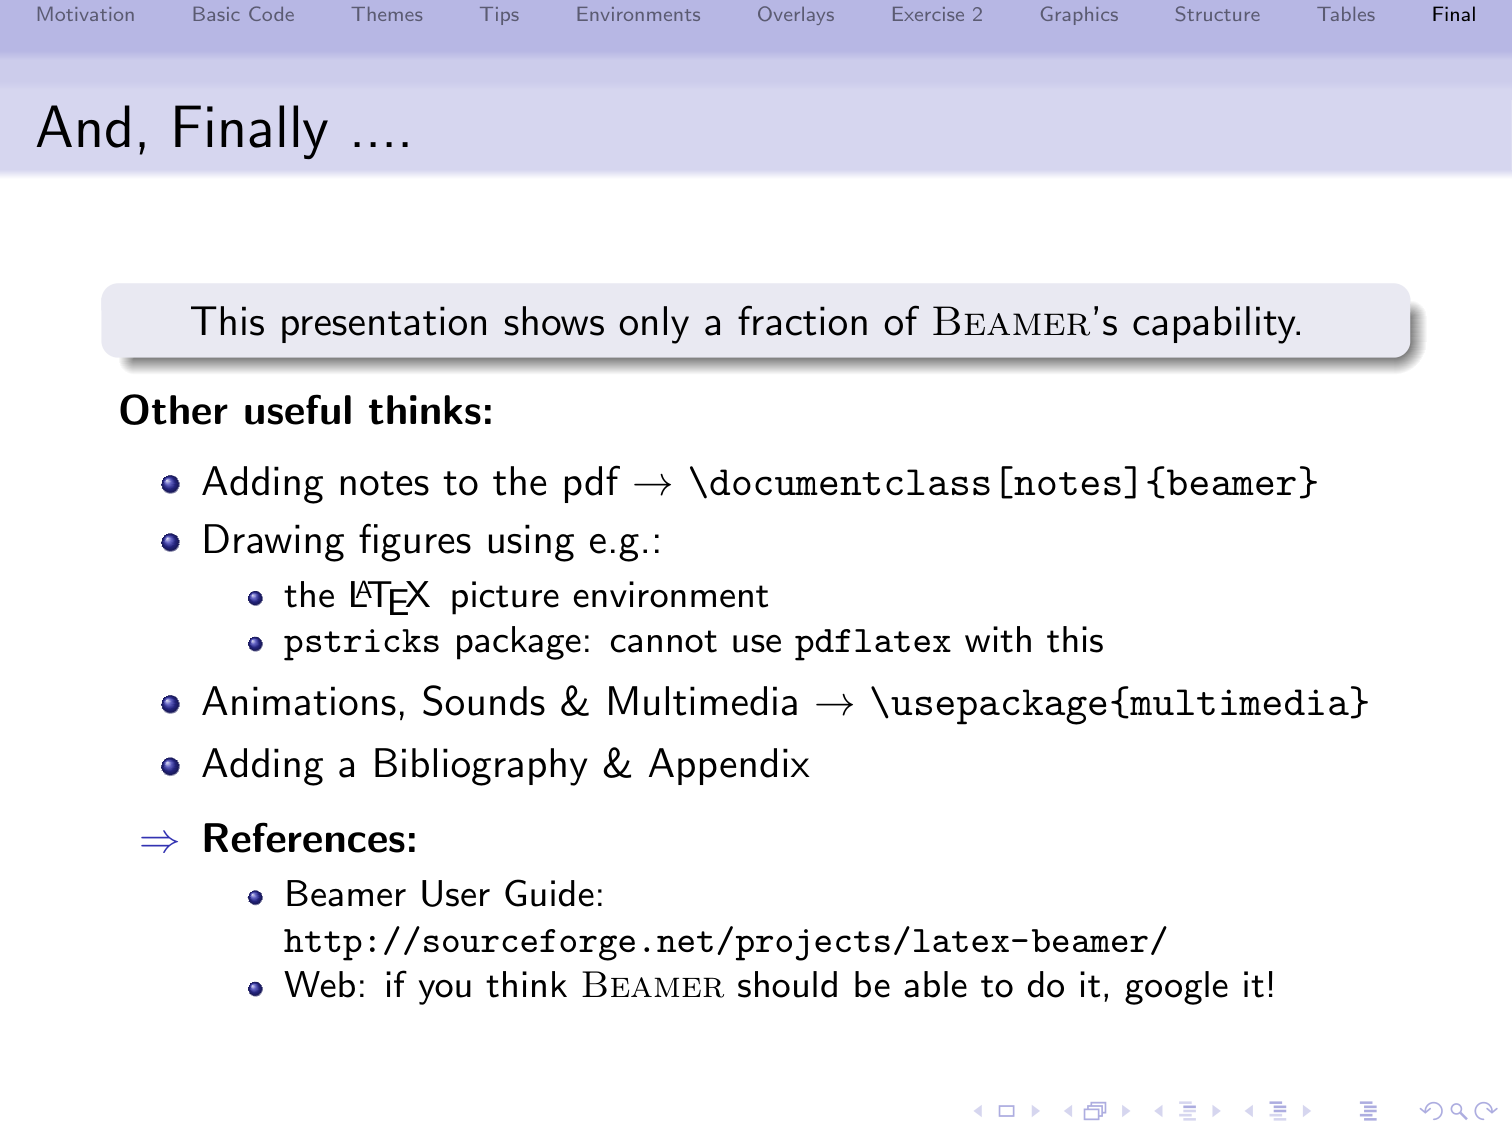 Motivation Basic Code Themes Tips Environments Overlays Exercise 2 Graphics Structure Tables Final
And, Finally ....
This presentation shows only a fraction of BEAMER's capability.
Other useful thinks:
Adding notes to the pdf → \documentclass[notes]{beamer}
Drawing figures using e.g.:
the LATEX picture environment
pstricks package: cannot use pdflatex with this
Animations, Sounds & Multimedia → \usepackage{multimedia}
Adding a Bibliography & Appendix
⇒ References:
Beamer User Guide:
http://sourceforge.net/projects/latex-beamer/
Web: if you think BEAMER should be able to do it, google it!